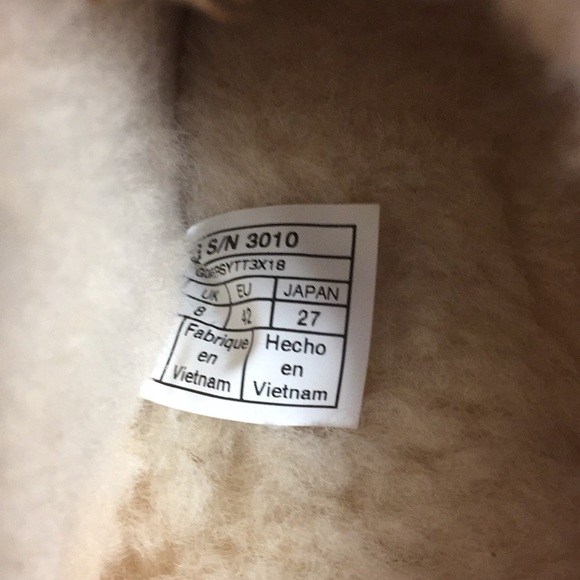 S/N 3010
UK EU JAPAN
8 42 27
Fabrique en Vietnam
Hecho en Vietnam